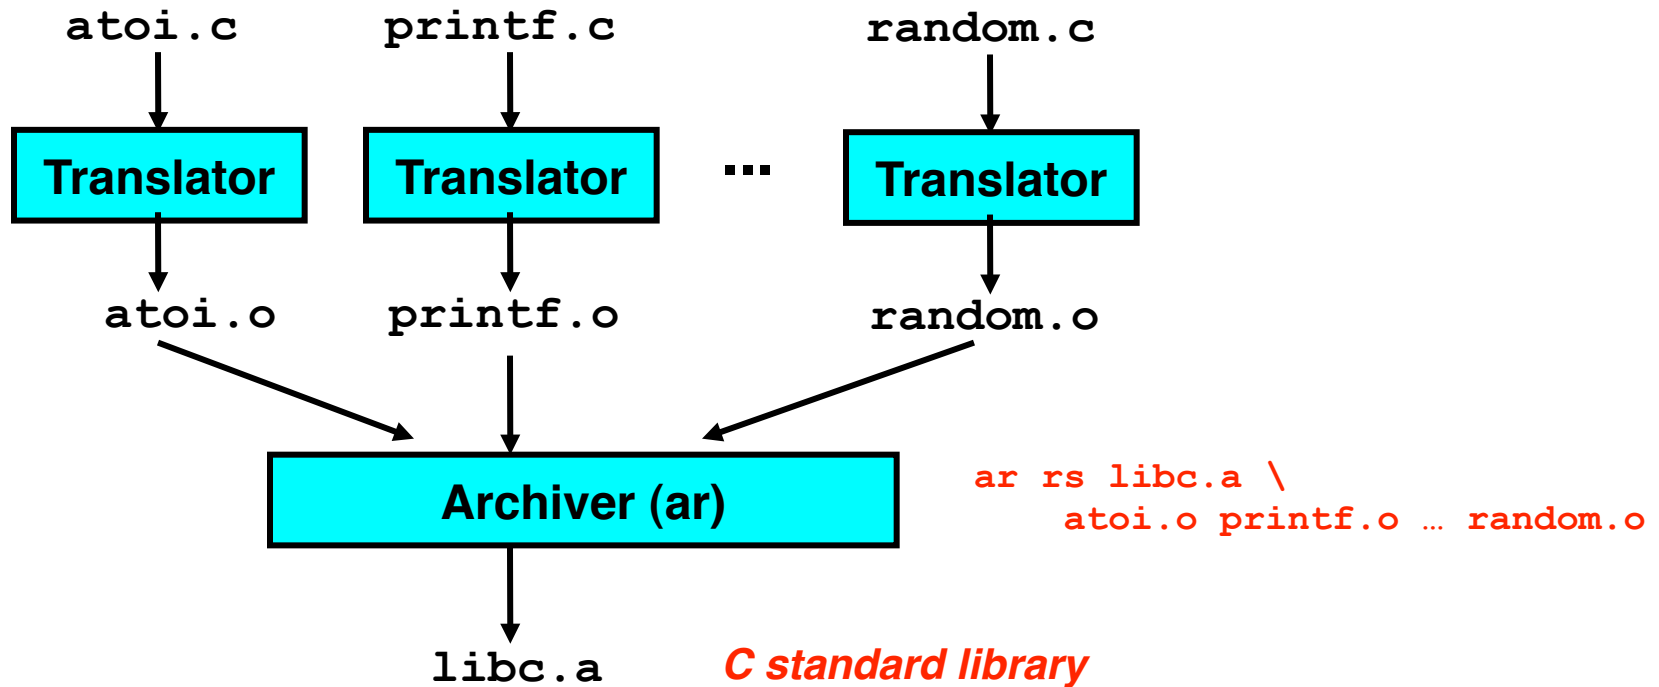 atoi.c printf.c random.c
Translator Translator ... Translator
atoi.o printf.o random.o
Archiver (ar)
ar rs libc.a \
atoi.o printf.o … random.o
libc.a C standard library